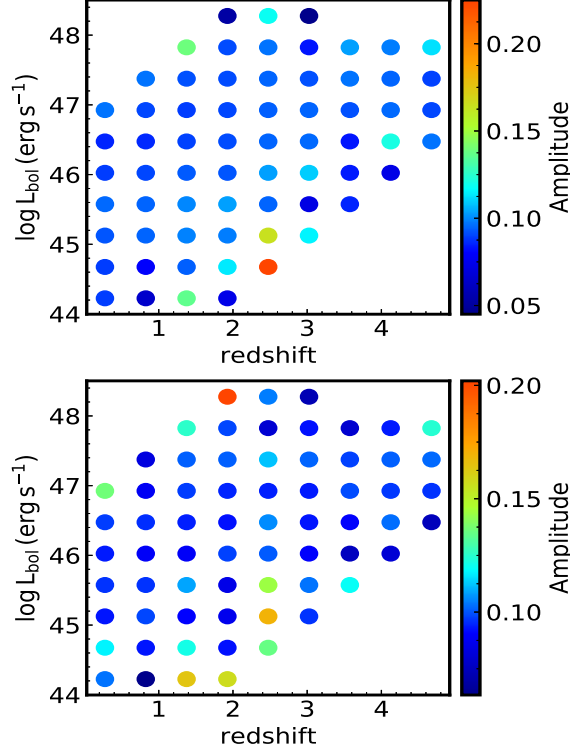 48
47
46
45
44
log L_bol (erg s⁻¹)
1 2 3 4
redshift
0.20
0.15
0.10
0.05
Amplitude
48
47
46
45
44
log L_bol (erg s⁻¹)
1 2 3 4
redshift
0.20
0.15
0.10
Amplitude